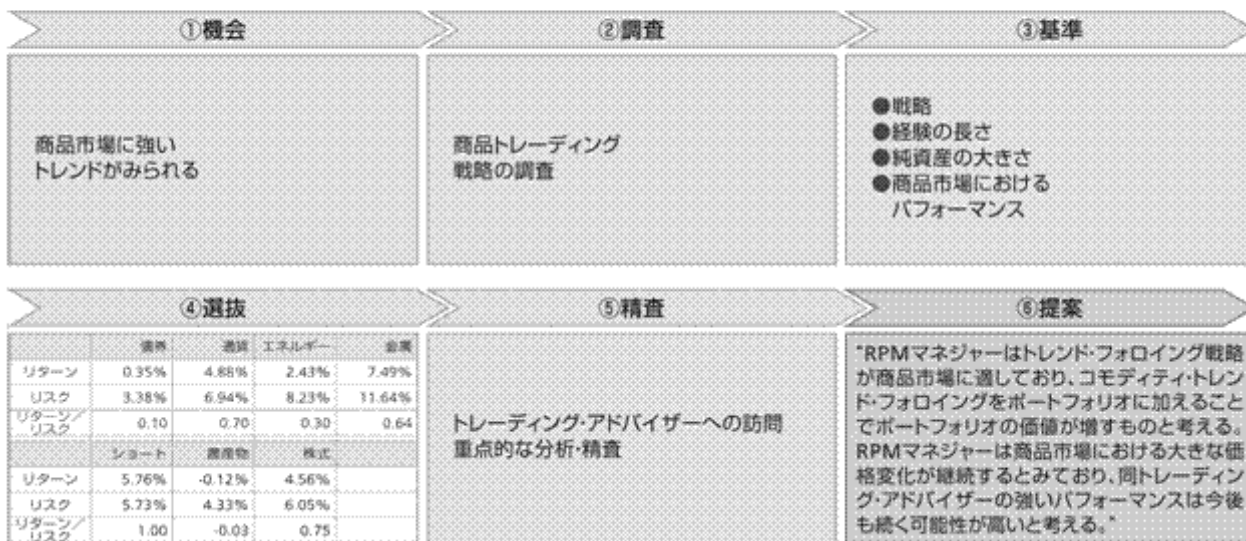 ①機会
②調査
③基準
商品市場に強い
トレンドがみられる
商品トレーディング
戦略の調査
●戦略
●経験の長さ
●純資産の大きさ
●商品市場における
パフォーマンス
④選抜
⑤精査
⑥提案
債券 通貨 エネルギー 金属
リターン 0.35% 4.88% 2.43% 7.49%
リスク 3.38% 6.94% 8.23% 11.64%
リターン/
リスク 0.10 0.70 0.30 0.64
ショート 農産物 株式
リターン 5.76% -0.12% 4.56%
リスク 5.73% 4.33% 6.05%
リターン/
リスク 1.00 -0.03 0.75
トレーディング・アドバイザーへの訪問
重点的な分析・精査
"RPMマネジャーはトレンド・フォロイング戦略
が商品市場に適しており、コモディティ・トレン
ド・フォロイングをポートフォリオに加えること
でポートフォリオの価値が増すものと考える。
RPMマネジャーは商品市場における大きな価
格変化が継続するとみており、同トレーディン
グ・アドバイザーの強いパフォーマンスは今後
も続く可能性が高いと考える。"